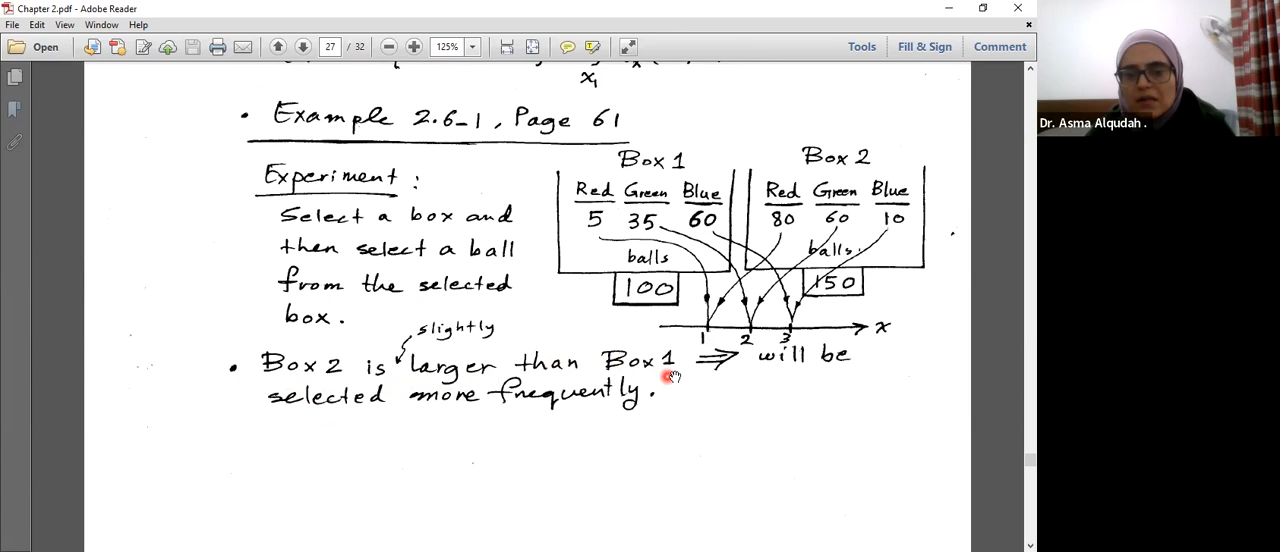 Chapter 2.pdf - Adobe Reader
File Edit View Window Help
Open 27 / 32 125% Tools Fill & Sign Comment
Dr. Asma Alqudah .
x₁
• Example 2.6-1, Page 61
Experiment :
Select a box and
then select a ball
from the selected
box.
Box 1
Red Green Blue
5 35 60
balls
100
Box 2
Red Green Blue
80 60 10
balls.
150
1 2 3 x
slightly
• Box 2 is larger than Box 1 ⇒ will be
selected more frequently.